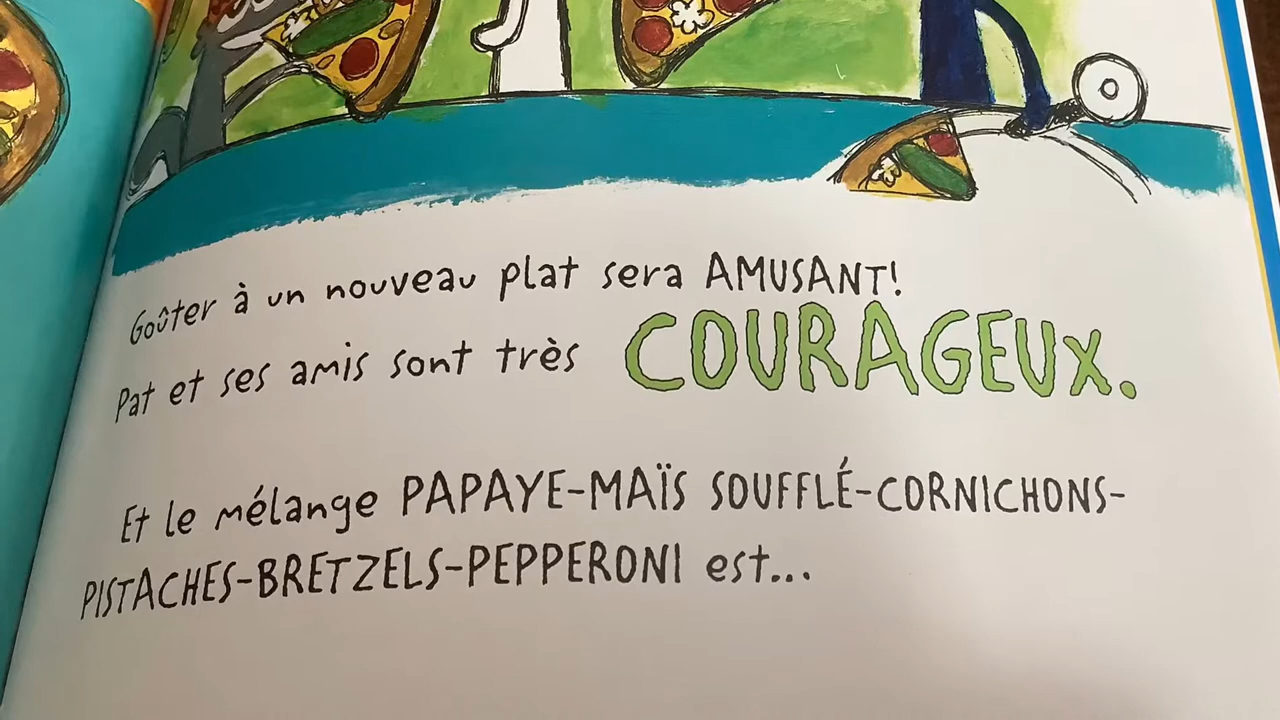 Goûter à un nouveau plat sera AMUSANT!
Pat et ses amis sont très COURAGEUX.
Et le mélange PAPAYE-MAÏS SOUFFLÉ-CORNICHONS-
PISTACHES-BRETZELS-PEPPERONI est...